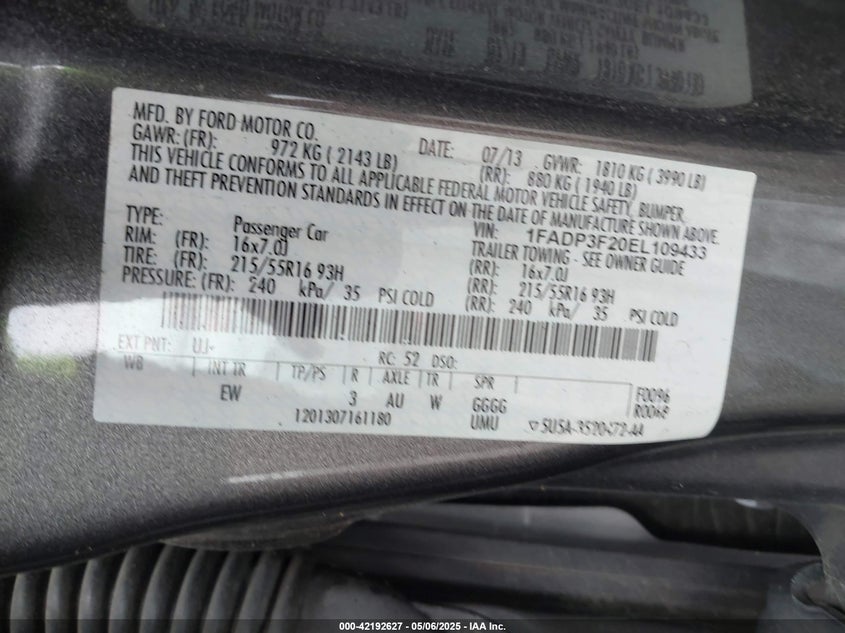 MFD. BY FORD MOTOR CO.
DATE: 07/13 GVWR: 1810 KG ( 3990 LB)
GAWR: (FR): 972 KG ( 2143 LB) (RR): 880 KG ( 1940 LB)
THIS VEHICLE CONFORMS TO ALL APPLICABLE FEDERAL MOTOR VEHICLE SAFETY, BUMPER,
AND THEFT PREVENTION STANDARDS IN EFFECT ON THE DATE OF MANUFACTURE SHOWN ABOVE.
VIN: 1FADP3F20EL109433
TYPE: Passenger Car TRAILER TOWING - SEE OWNER GUIDE
RIM: (FR): 16x7.0J (RR): 16x7.0J
TIRE: (FR): 215/55R16 93H (RR): 215/55R16 93H
PRESSURE: (FR): 240 kPa/ 35 PSI COLD (RR): 240 kPa/ 35 PSI COLD
EXT PNT: UJ RC: 52 DSO:
WB INT TR TP/PS R AXLE TR SPR
EW 3 AU W GGGG F0096
1201307161180 UMU R0068
000-42192627 - 05/06/2025 - IAA Inc.